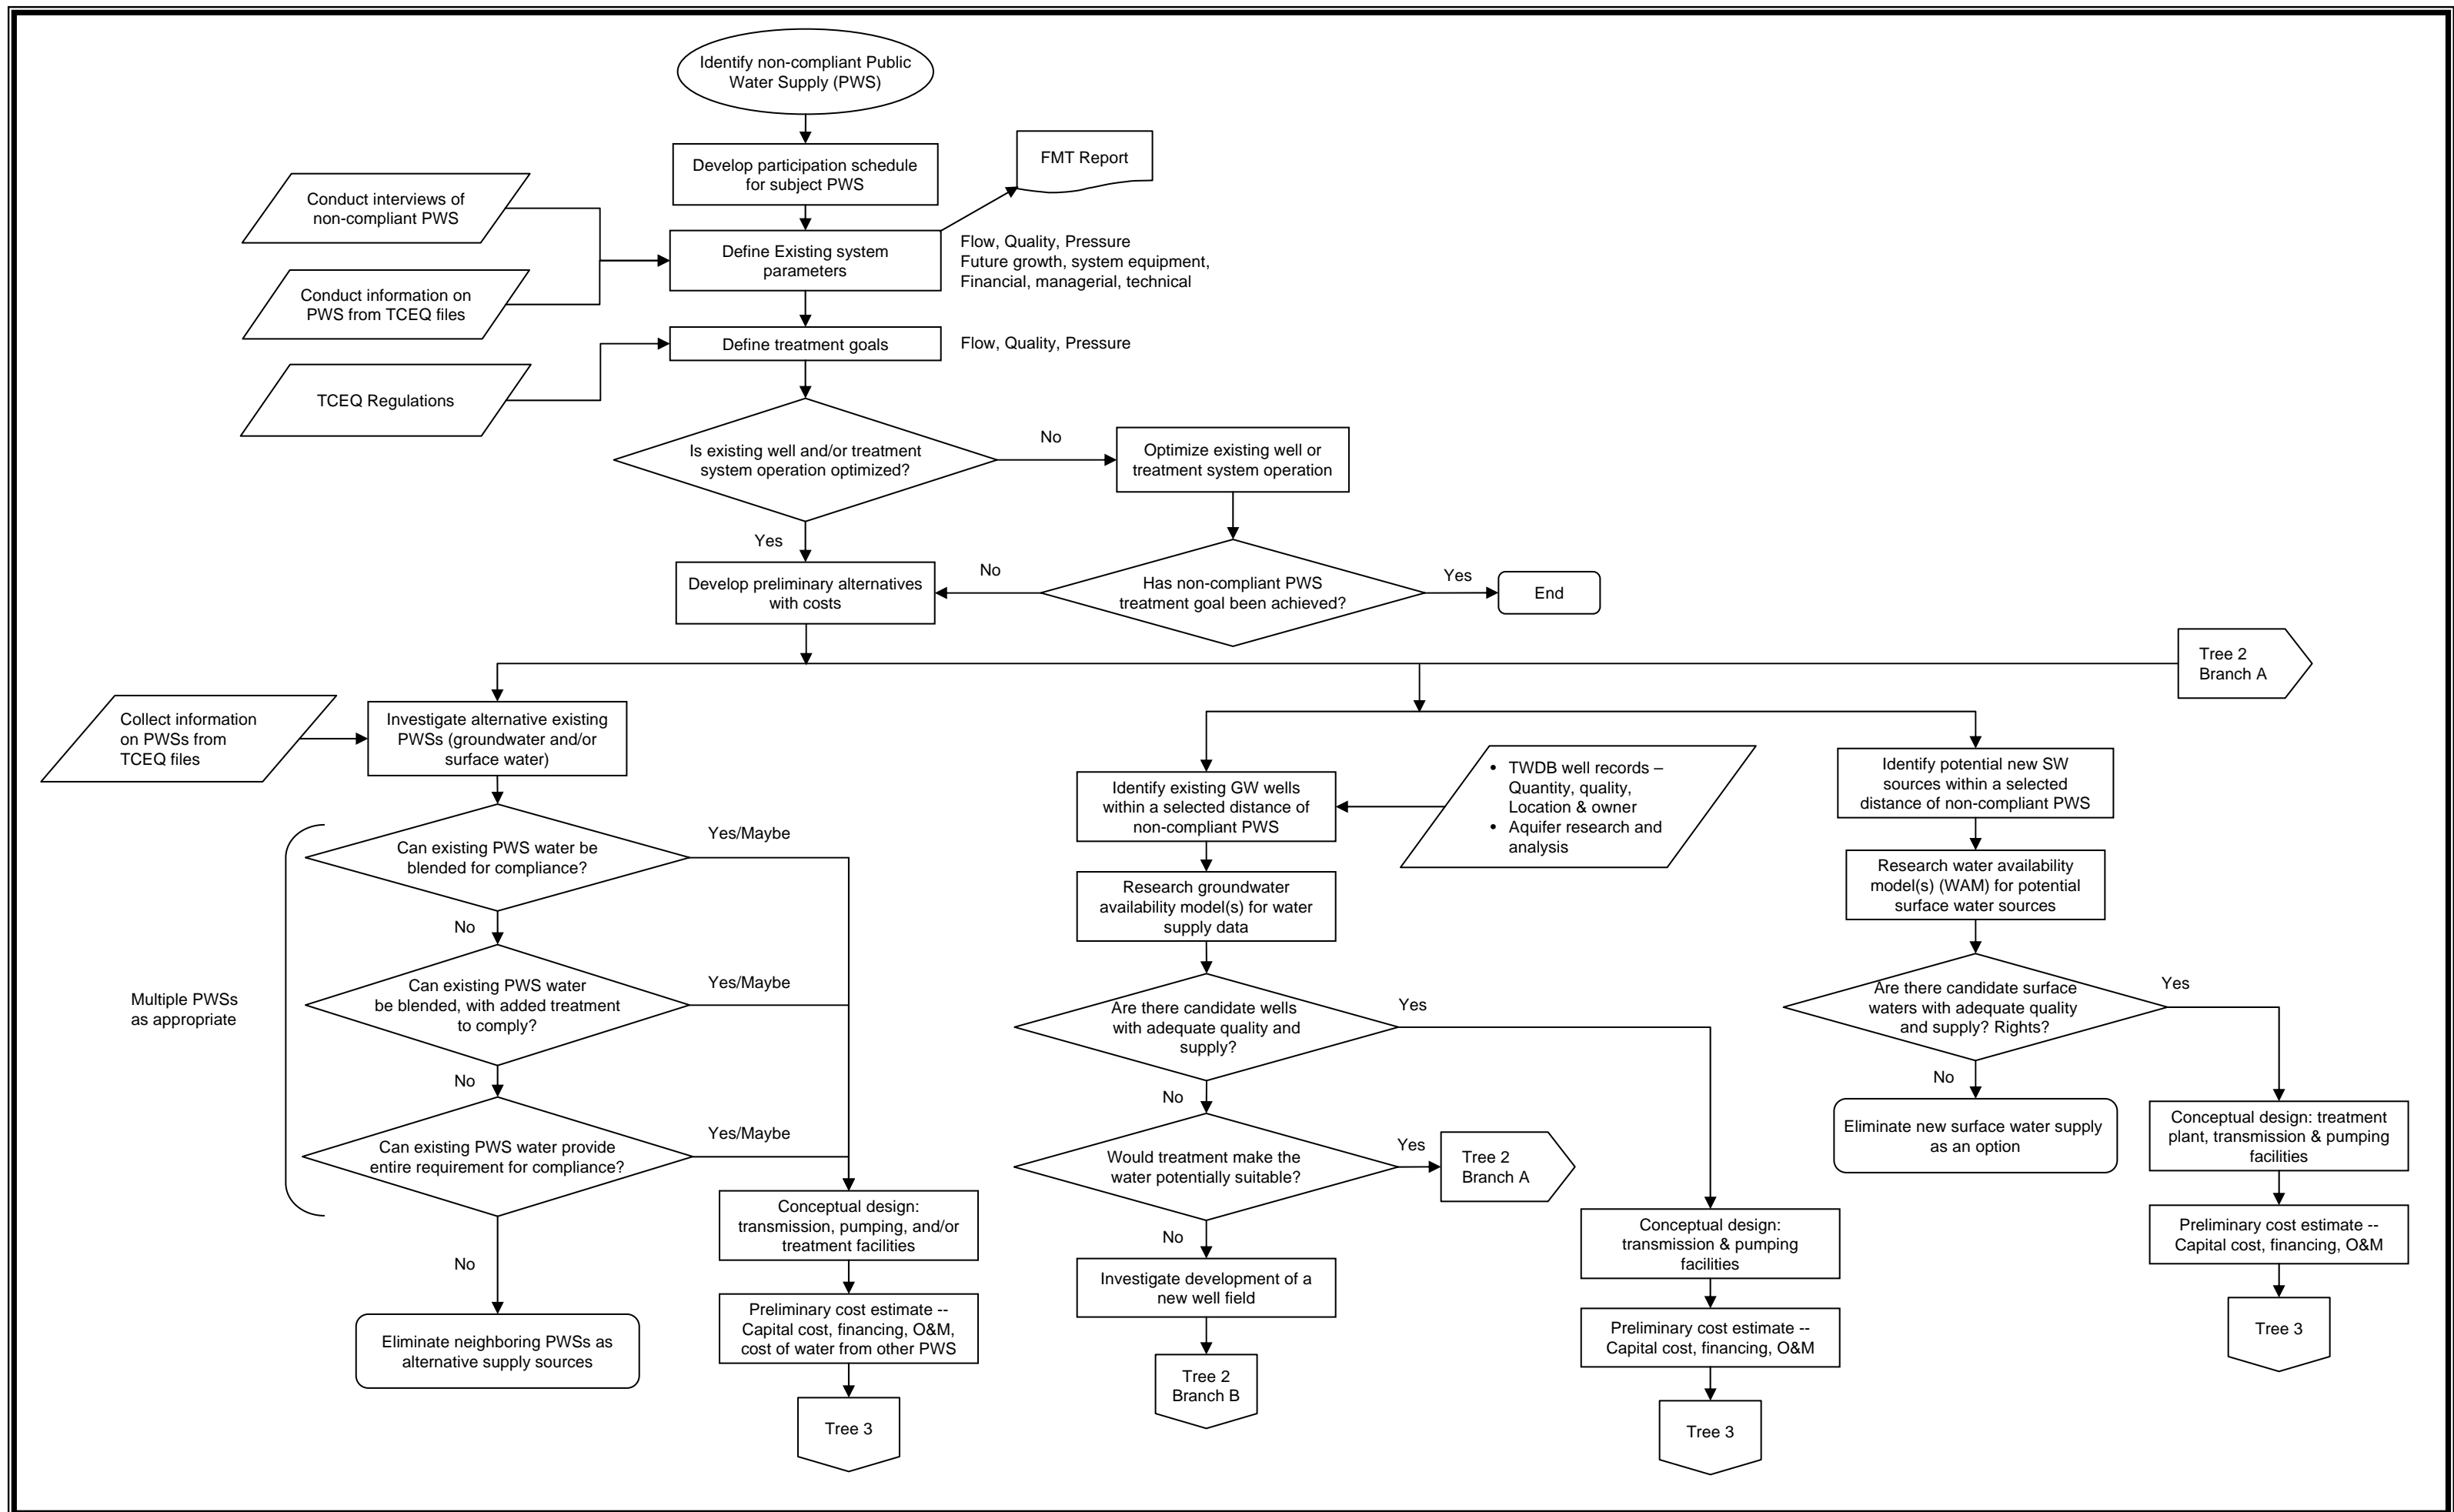 Identify non-compliant Public
Water Supply (PWS)
Develop participation schedule
for subject PWS
FMT Report
Conduct interviews of
non-compliant PWS
Define Existing system
parameters
Flow, Quality, Pressure
Future growth, system equipment,
Financial, managerial, technical
Conduct information on
PWS from TCEQ files
Define treatment goals
Flow, Quality, Pressure
TCEQ Regulations
Is existing well and/or treatment
system operation optimized?
No
Optimize existing well or
treatment system operation
Yes
Develop preliminary alternatives
with costs
No
Has non-compliant PWS
treatment goal been achieved?
Yes
End
Tree 2
Branch A
Collect information
on PWSs from
TCEQ files
Investigate alternative existing
PWSs (groundwater and/or
surface water)
Can existing PWS water be
blended for compliance?
Yes/Maybe
No
Multiple PWSs
as appropriate
Can existing PWS water
be blended, with added treatment
to comply?
Yes/Maybe
No
Can existing PWS water provide
entire requirement for compliance?
Yes/Maybe
No
Eliminate neighboring PWSs as
alternative supply sources
Conceptual design:
transmission, pumping, and/or
treatment facilities
Preliminary cost estimate --
Capital cost, financing, O&M,
cost of water from other PWS
Tree 3
Identify existing GW wells
within a selected distance of
non-compliant PWS
• TWDB well records –
Quantity, quality,
Location & owner
• Aquifer research and
analysis
Research groundwater
availability model(s) for water
supply data
Are there candidate wells
with adequate quality and
supply?
Yes
No
Would treatment make the
water potentially suitable?
Yes
Tree 2
Branch A
No
Investigate development of a
new well field
Tree 2
Branch B
Conceptual design:
transmission & pumping
facilities
Preliminary cost estimate --
Capital cost, financing, O&M
Tree 3
Identify potential new SW
sources within a selected
distance of non-compliant PWS
Research water availability
model(s) (WAM) for potential
surface water sources
Are there candidate surface
waters with adequate quality
and supply? Rights?
Yes
No
Eliminate new surface water supply
as an option
Conceptual design: treatment
plant, transmission & pumping
facilities
Preliminary cost estimate --
Capital cost, financing, O&M
Tree 3